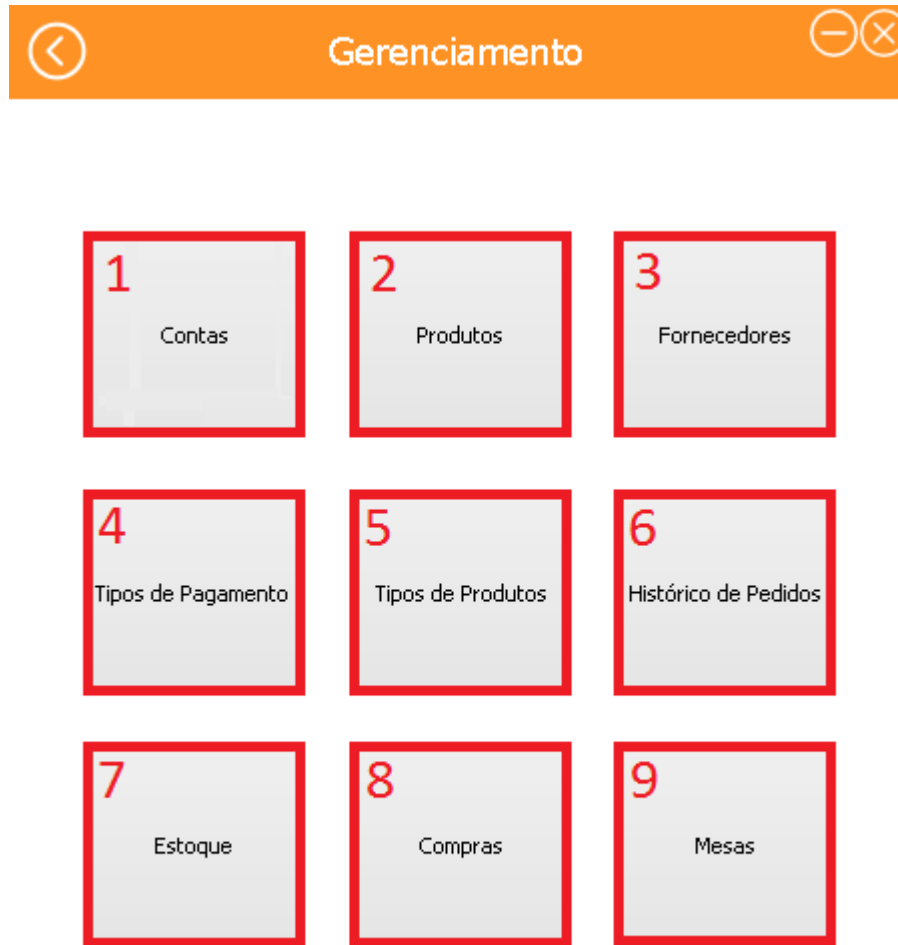 Gerenciamento
1
Contas
2
Produtos
3
Fornecedores
4
Tipos de Pagamento
5
Tipos de Produtos
6
Histórico de Pedidos
7
Estoque
8
Compras
9
Mesas